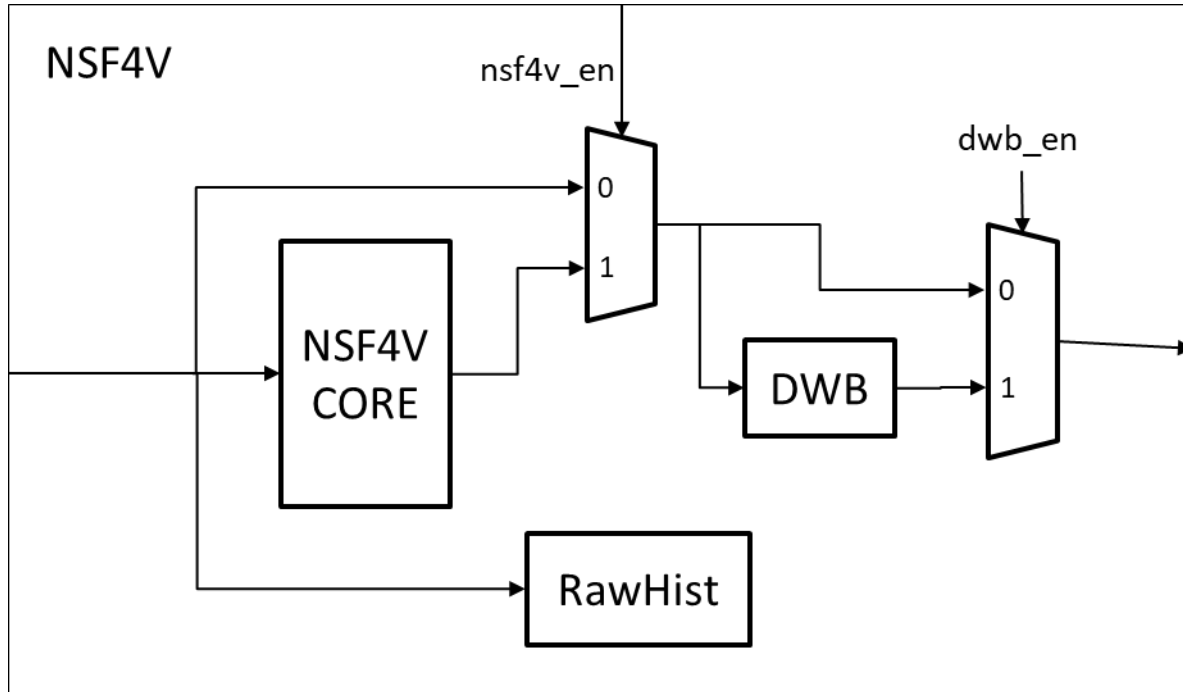 NSF4V
nsf4v_en
dwb_en
0
1
NSF4V
CORE
0
DWB
1
RawHist